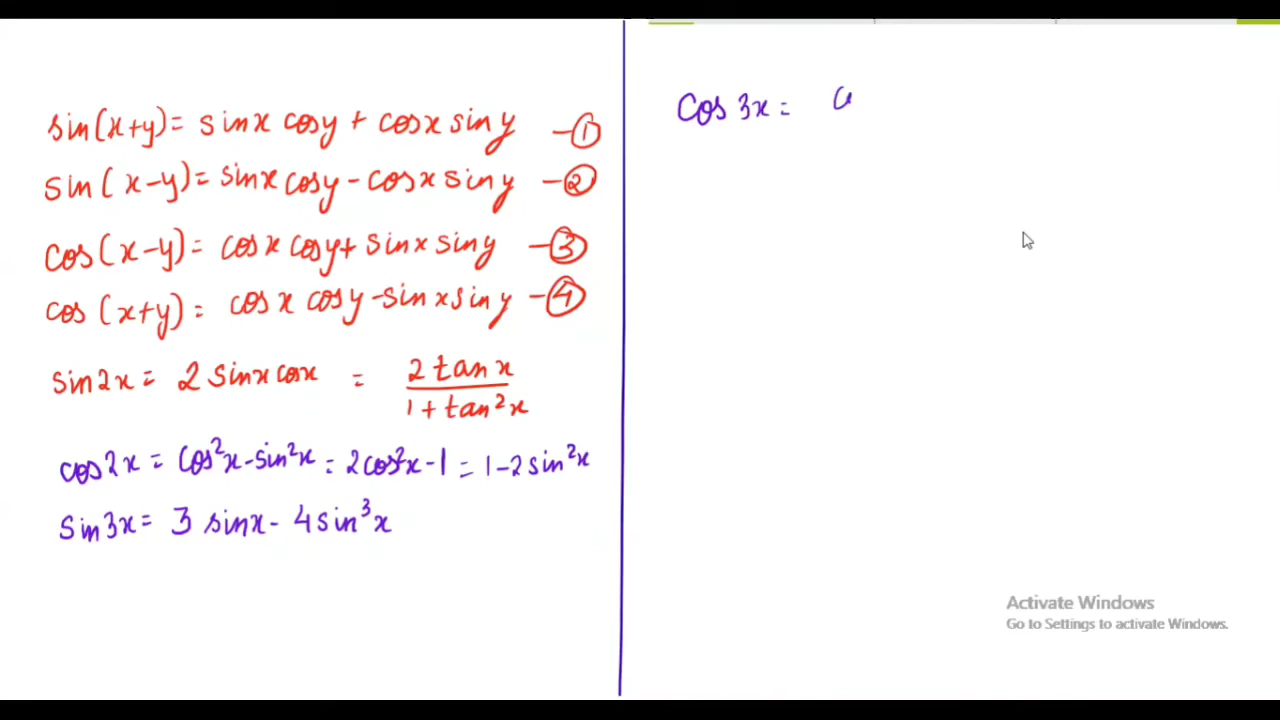 sin(x+y)= sinx cosy + cosx siny -①
sin(x-y)= sinx cosy - cosx siny -②
cos(x-y)= cosx cosy + sinx siny -③
cos (x+y)= cosx cosy - sinx siny -④
sin2x = 2 sinx cosx = 2 tanx / 1 + tan²x
cos2x = cos²x - sin²x = 2cos²x - 1 = 1 - 2 sin²x
Sin3x = 3 sinx - 4 sin³x
Cos 3x =
Activate Windows
Go to Settings to activate Windows.